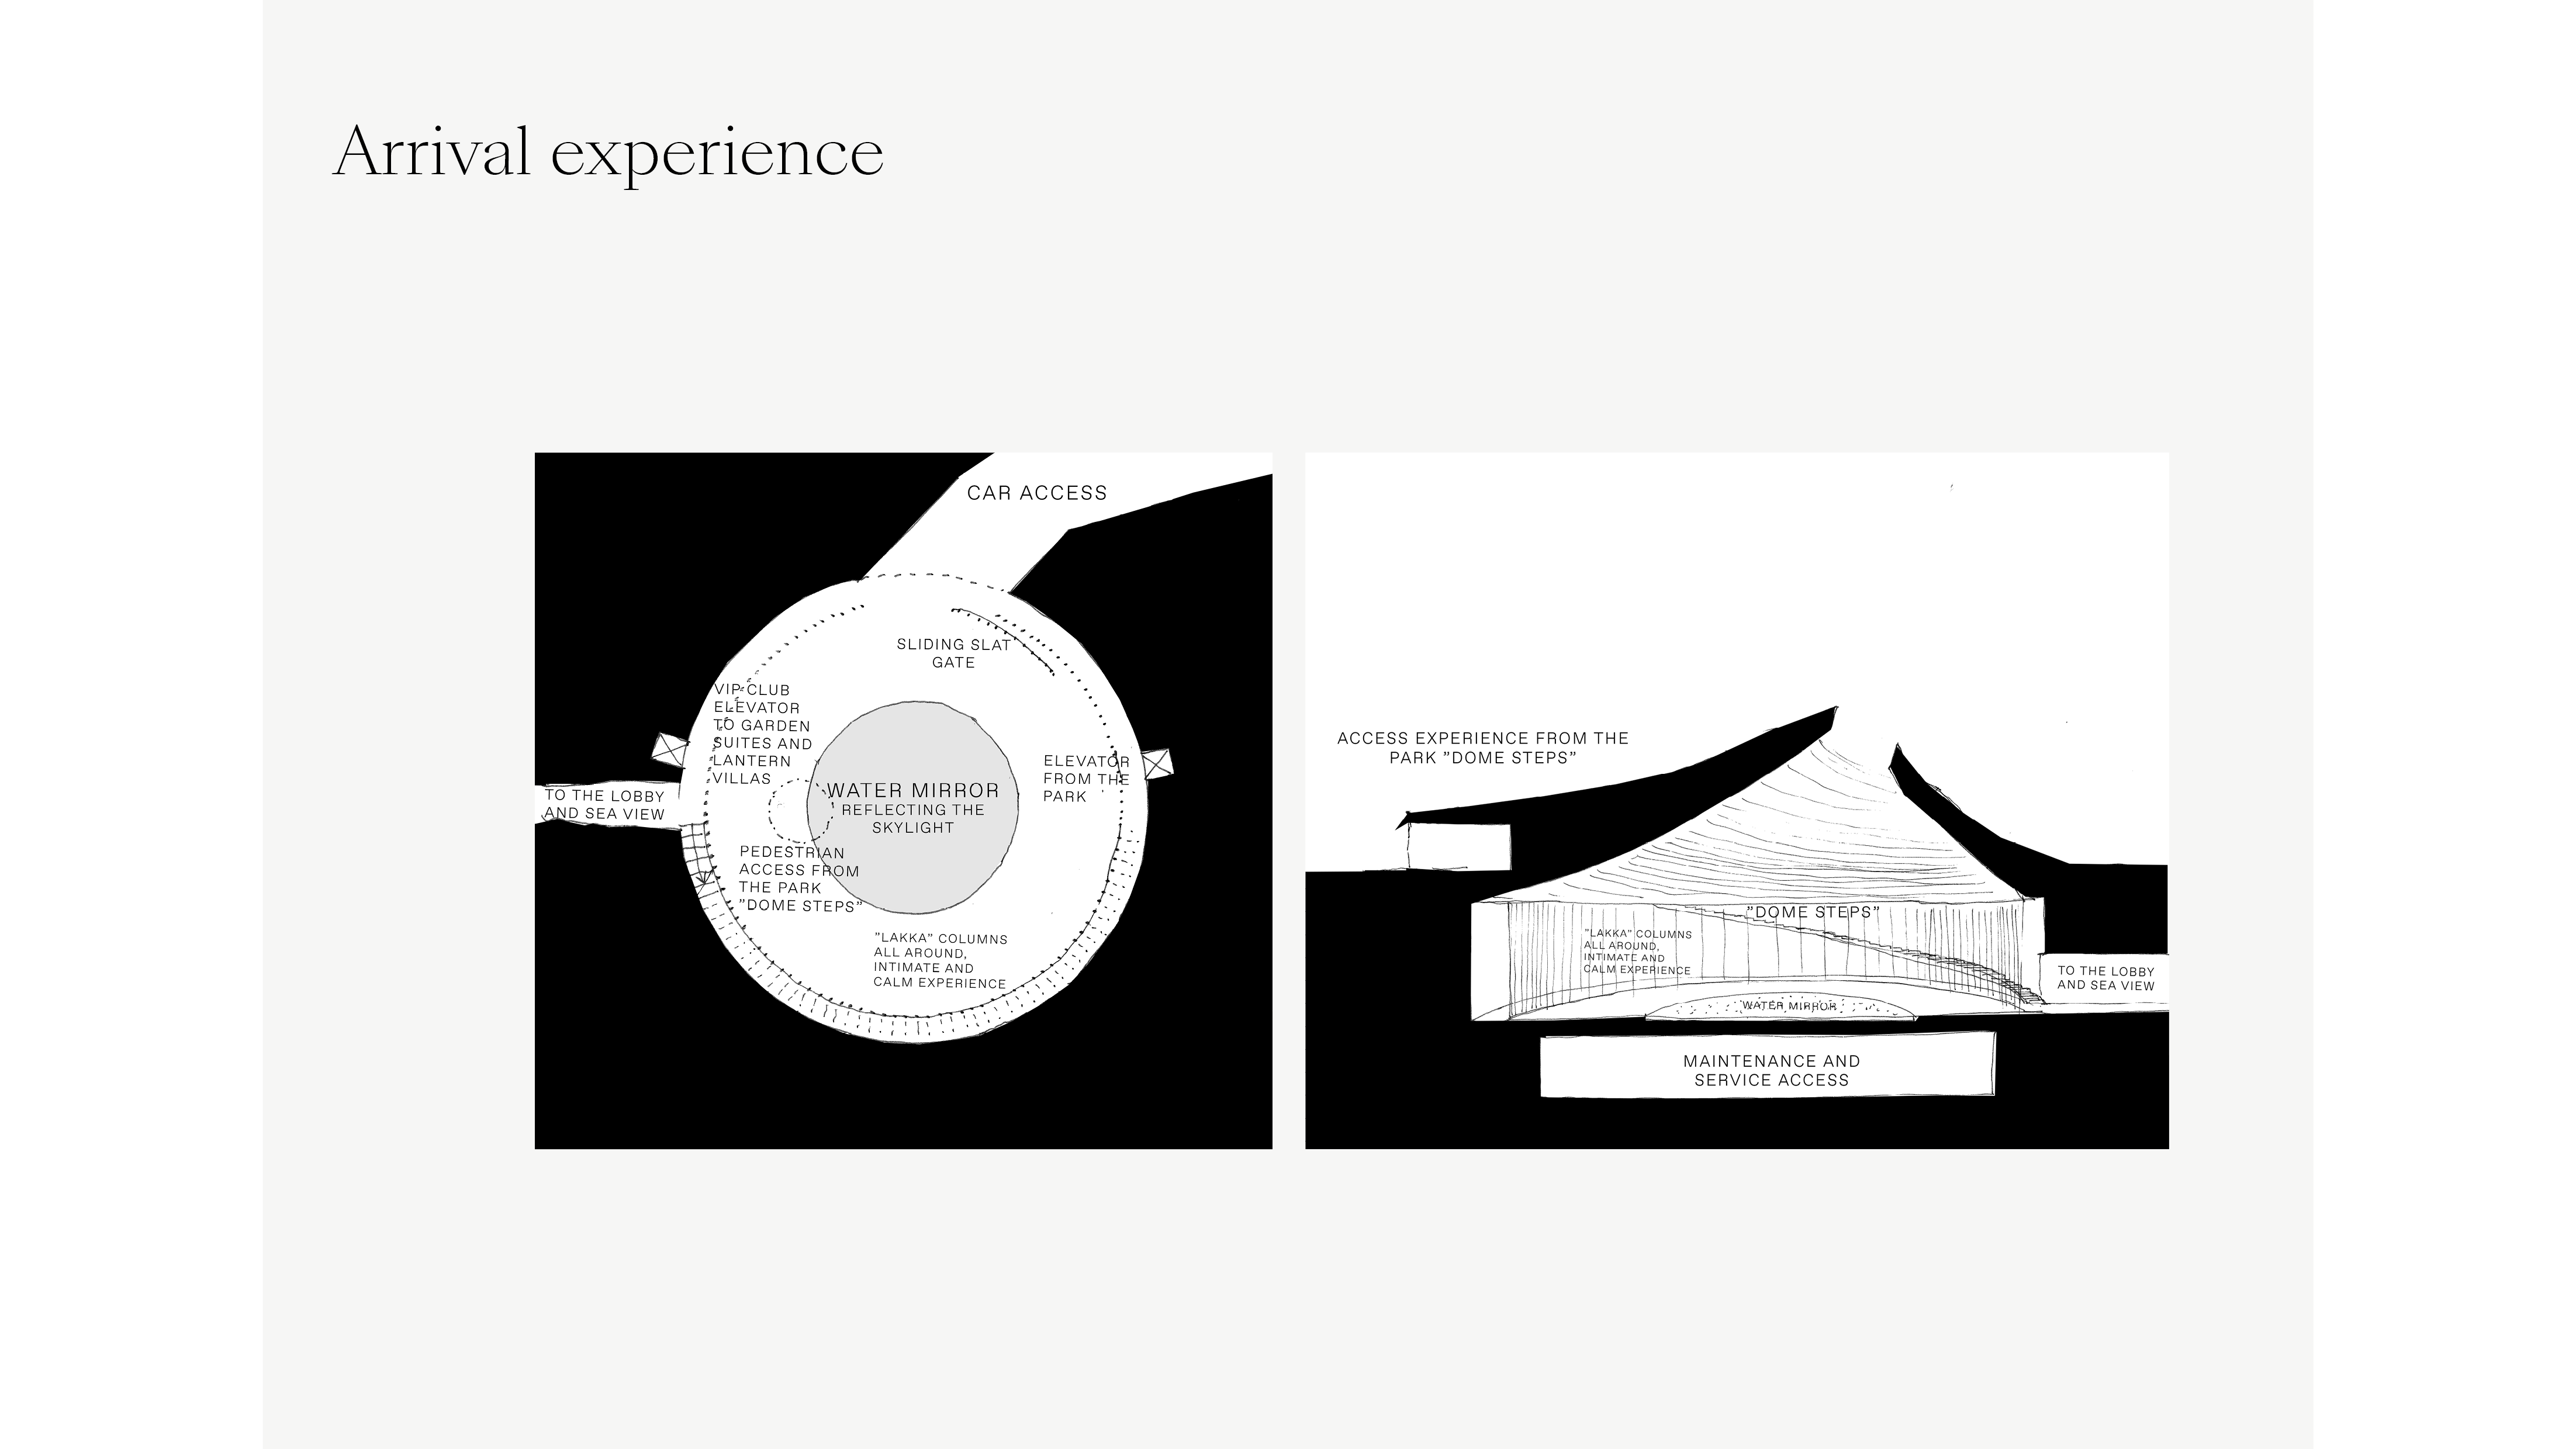 Arrival experience
CAR ACCESS
SLIDING SLAT
GATE
VIP CLUB
ELEVATOR
TO GARDEN
SUITES AND
LANTERN
VILLAS
ELEVATOR
FROM THE
PARK
TO THE LOBBY
AND SEA VIEW
WATER MIRROR
REFLECTING THE
SKYLIGHT
PEDESTRIAN
ACCESS FROM
THE PARK
"DOME STEPS"
"LAKKA" COLUMNS
ALL AROUND,
INTIMATE AND
CALM EXPERIENCE
ACCESS EXPERIENCE FROM THE
PARK "DOME STEPS"
"DOME STEPS"
"LAKKA" COLUMNS
ALL AROUND,
INTIMATE AND
CALM EXPERIENCE
TO THE LOBBY
AND SEA VIEW
WATER MIRROR
MAINTENANCE AND
SERVICE ACCESS